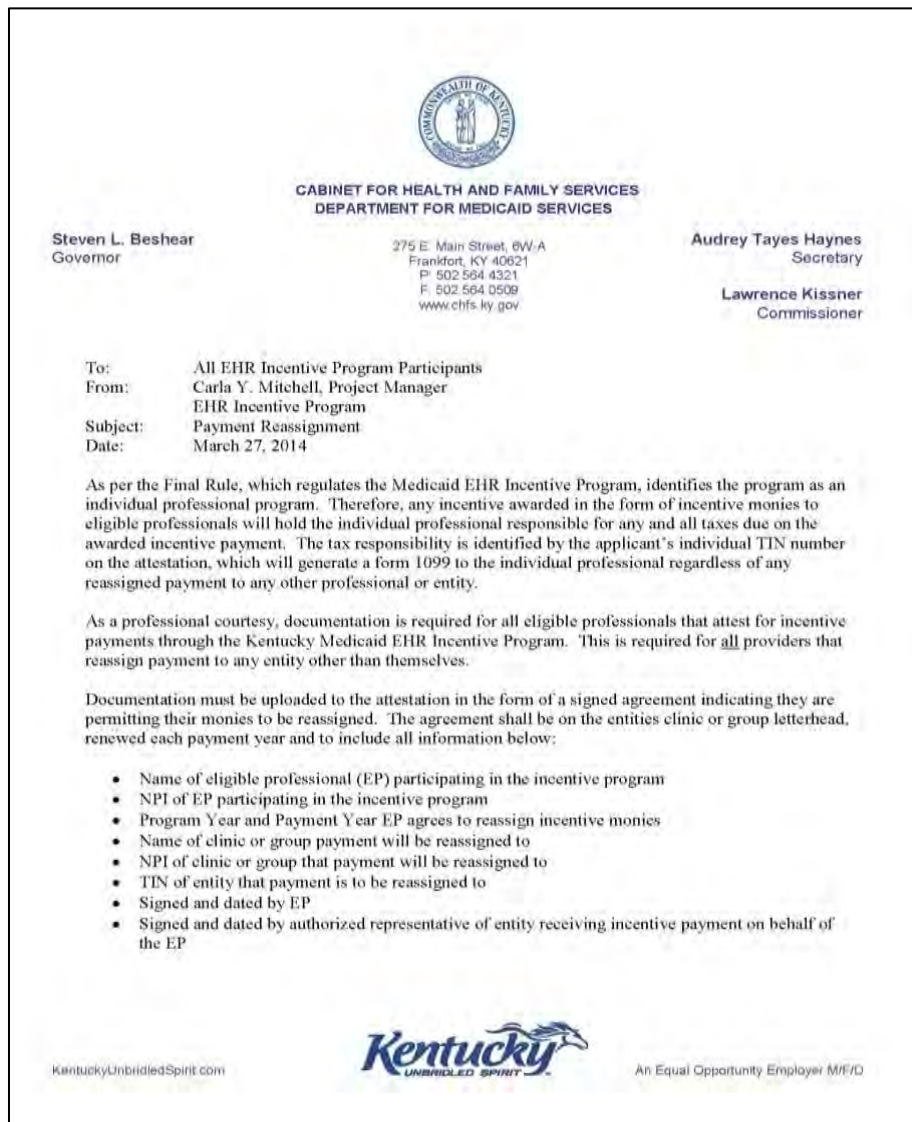 COMMONWEALTH OF KENTUCKY
CABINET FOR HEALTH AND FAMILY SERVICES
DEPARTMENT FOR MEDICAID SERVICES
Steven L. Beshear
Governor
275 E. Main Street, 6W-A
Frankfort, KY 40621
P: 502 564 4321
F: 502 564 0509
www.chfs.ky.gov
Audrey Tayes Haynes
Secretary
Lawrence Kissner
Commissioner
To: All EHR Incentive Program Participants
From: Carla Y. Mitchell, Project Manager
EHR Incentive Program
Subject: Payment Reassignment
Date: March 27, 2014
As per the Final Rule, which regulates the Medicaid EHR Incentive Program, identifies the program as an
individual professional program. Therefore, any incentive awarded in the form of incentive monies to
eligible professionals will hold the individual professional responsible for any and all taxes due on the
awarded incentive payment. The tax responsibility is identified by the applicant's individual TIN number
on the attestation, which will generate a form 1099 to the individual professional regardless of any
reassigned payment to any other professional or entity.
As a professional courtesy, documentation is required for all eligible professionals that attest for incentive
payments through the Kentucky Medicaid EHR Incentive Program. This is required for all providers that
reassign payment to any entity other than themselves.
Documentation must be uploaded to the attestation in the form of a signed agreement indicating they are
permitting their monies to be reassigned. The agreement shall be on the entities clinic or group letterhead,
renewed each payment year and to include all information below:
• Name of eligible professional (EP) participating in the incentive program
• NPI of EP participating in the incentive program
• Program Year and Payment Year EP agrees to reassign incentive monies
• Name of clinic or group payment will be reassigned to
• NPI of clinic or group that payment will be reassigned to
• TIN of entity that payment is to be reassigned to
• Signed and dated by EP
• Signed and dated by authorized representative of entity receiving incentive payment on behalf of
the EP
KentuckyUnbridledSpirit.com
Kentucky
UNBRIDLED SPIRIT
An Equal Opportunity Employer M/F/D